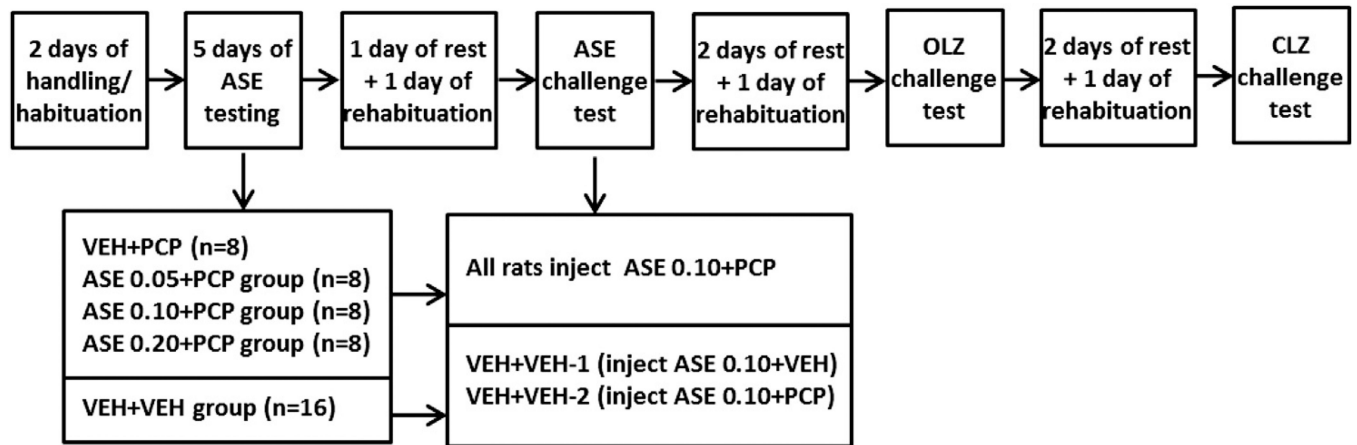 2 days of
handling/
habituation
5 days of
ASE
testing
1 day of rest
+ 1 day of
rehabituation
ASE
challenge
test
2 days of rest
+ 1 day of
rehabituation
OLZ
challenge
test
2 days of rest
+ 1 day of
rehabituation
CLZ
challenge
test
VEH+PCP (n=8)
ASE 0.05+PCP group (n=8)
ASE 0.10+PCP group (n=8)
ASE 0.20+PCP group (n=8)
VEH+VEH group (n=16)
All rats inject ASE 0.10+PCP
VEH+VEH-1 (inject ASE 0.10+VEH)
VEH+VEH-2 (inject ASE 0.10+PCP)